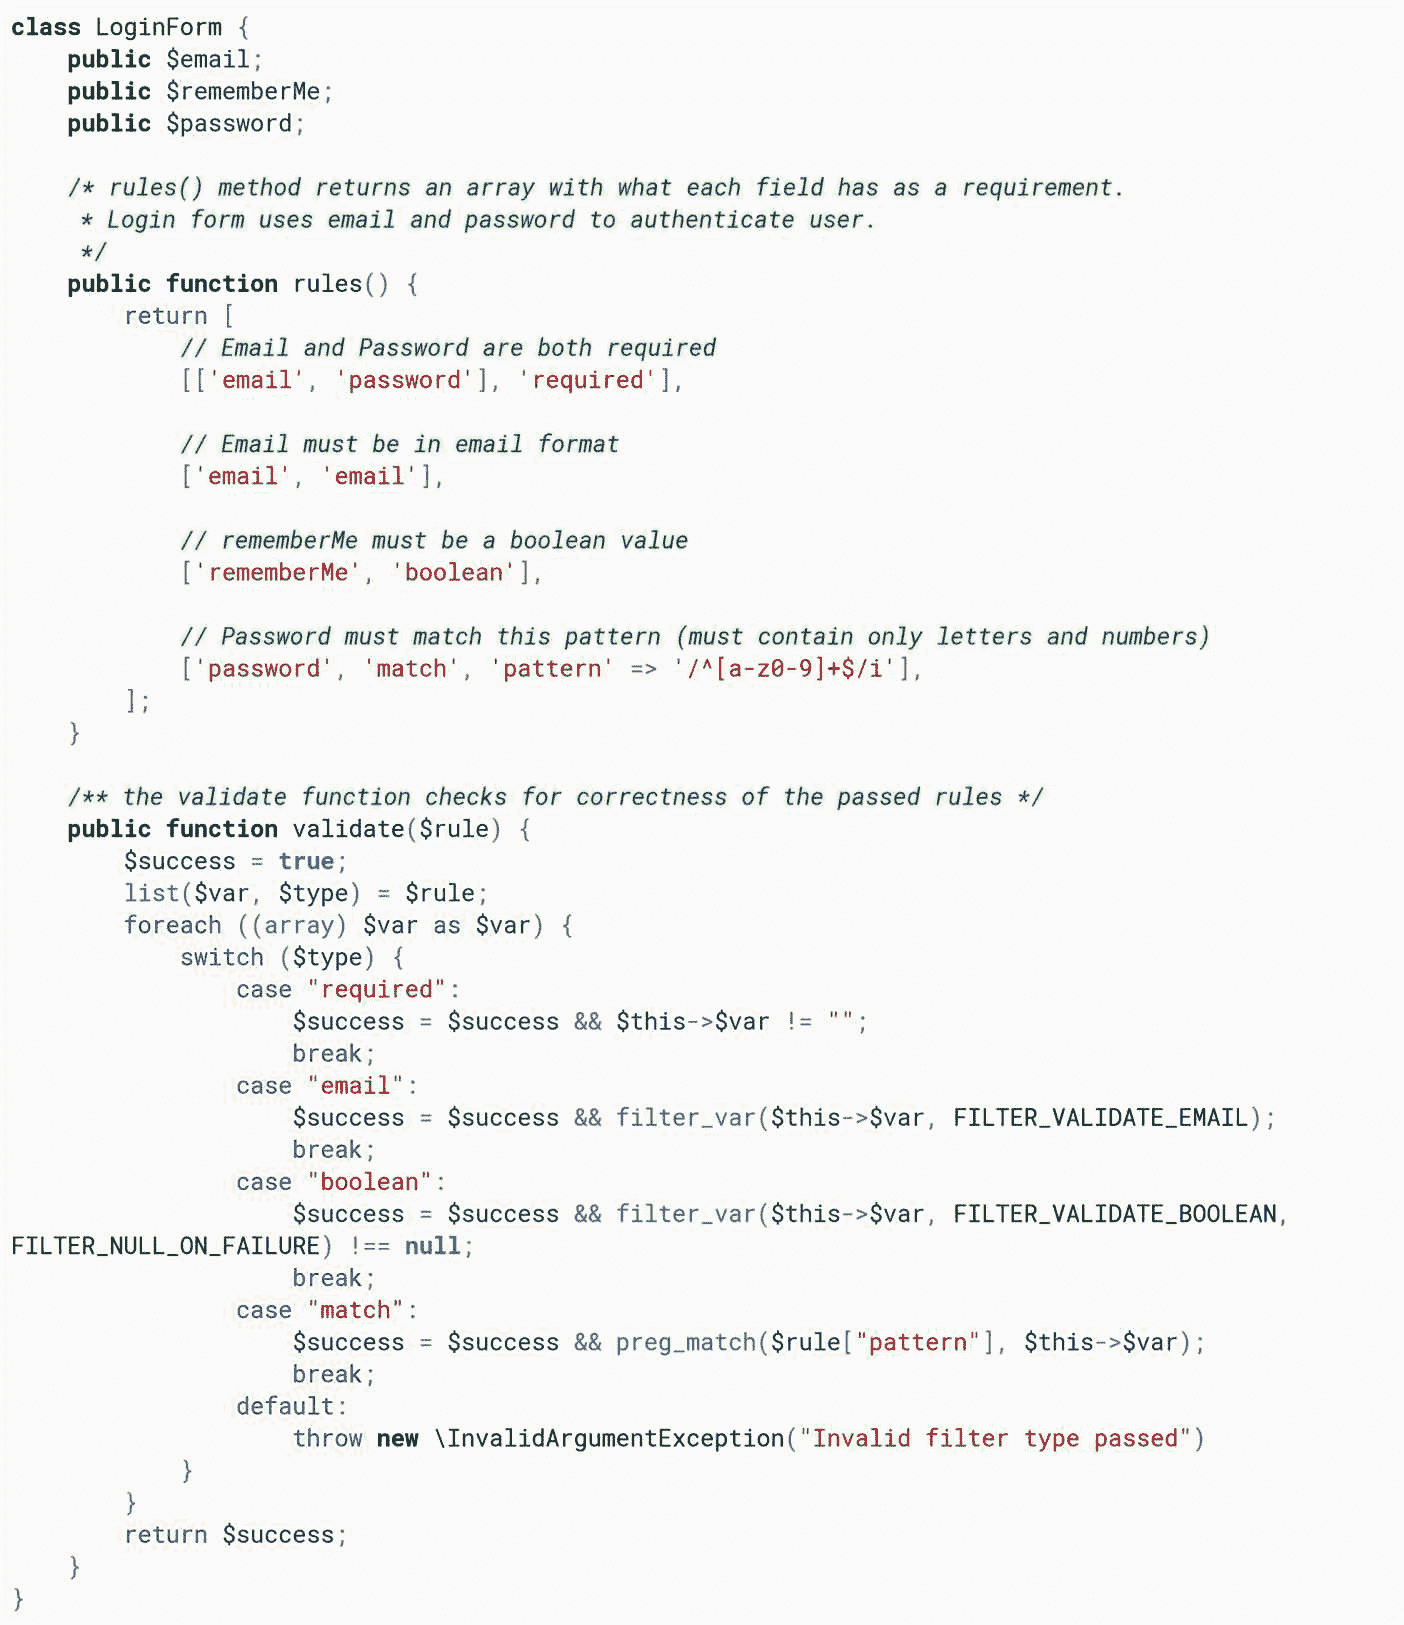 class LoginForm {
    public $email;
    public $rememberMe;
    public $password;

    /* rules() method returns an array with what each field has as a requirement.
     * Login form uses email and password to authenticate user.
     */
    public function rules() {
        return [
            // Email and Password are both required
            [['email', 'password'], 'required'],

            // Email must be in email format
            ['email', 'email'],

            // rememberMe must be a boolean value
            ['rememberMe', 'boolean'],

            // Password must match this pattern (must contain only letters and numbers)
            ['password', 'match', 'pattern' => '/^[a-z0-9]+$/i'],
        ];
    }

    /** the validate function checks for correctness of the passed rules */
    public function validate($rule) {
        $success = true;
        list($var, $type) = $rule;
        foreach ((array) $var as $var) {
            switch ($type) {
                case "required":
                    $success = $success && $this->$var != "";
                    break;
                case "email":
                    $success = $success && filter_var($this->$var, FILTER_VALIDATE_EMAIL);
                    break;
                case "boolean":
                    $success = $success && filter_var($this->$var, FILTER_VALIDATE_BOOLEAN,
FILTER_NULL_ON_FAILURE) !== null;
                    break;
                case "match":
                    $success = $success && preg_match($rule["pattern"], $this->$var);
                    break;
                default:
                    throw new \InvalidArgumentException("Invalid filter type passed")
            }
        }
        return $success;
    }
}